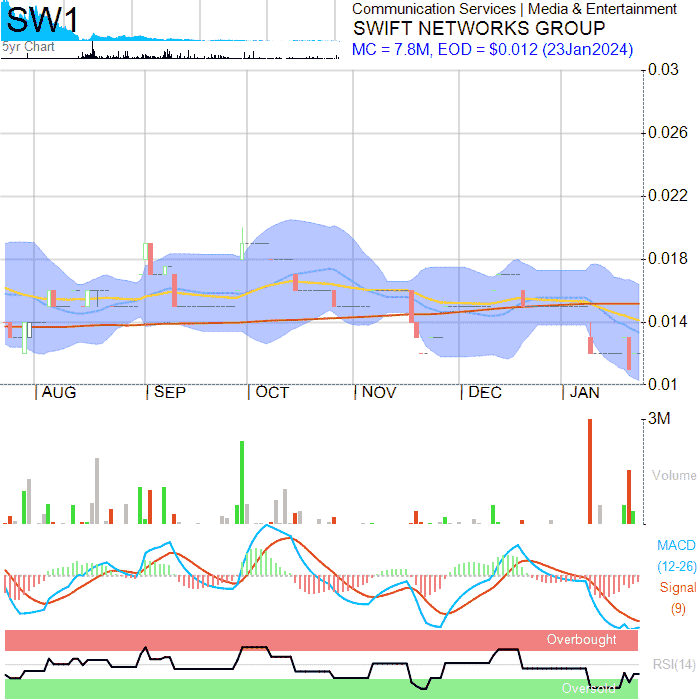 SW1
5yr Chart
Communication Services | Media & Entertainment
SWIFT NETWORKS GROUP
MC = 7.8M, EOD = $0.012 (23Jan2024)
0.03
0.026
0.022
0.018
0.014
0.01
AUG SEP OCT NOV DEC JAN
3M
Volume
MACD
(12-26)
Signal
(9)
Overbought
RSI(14)
Oversold